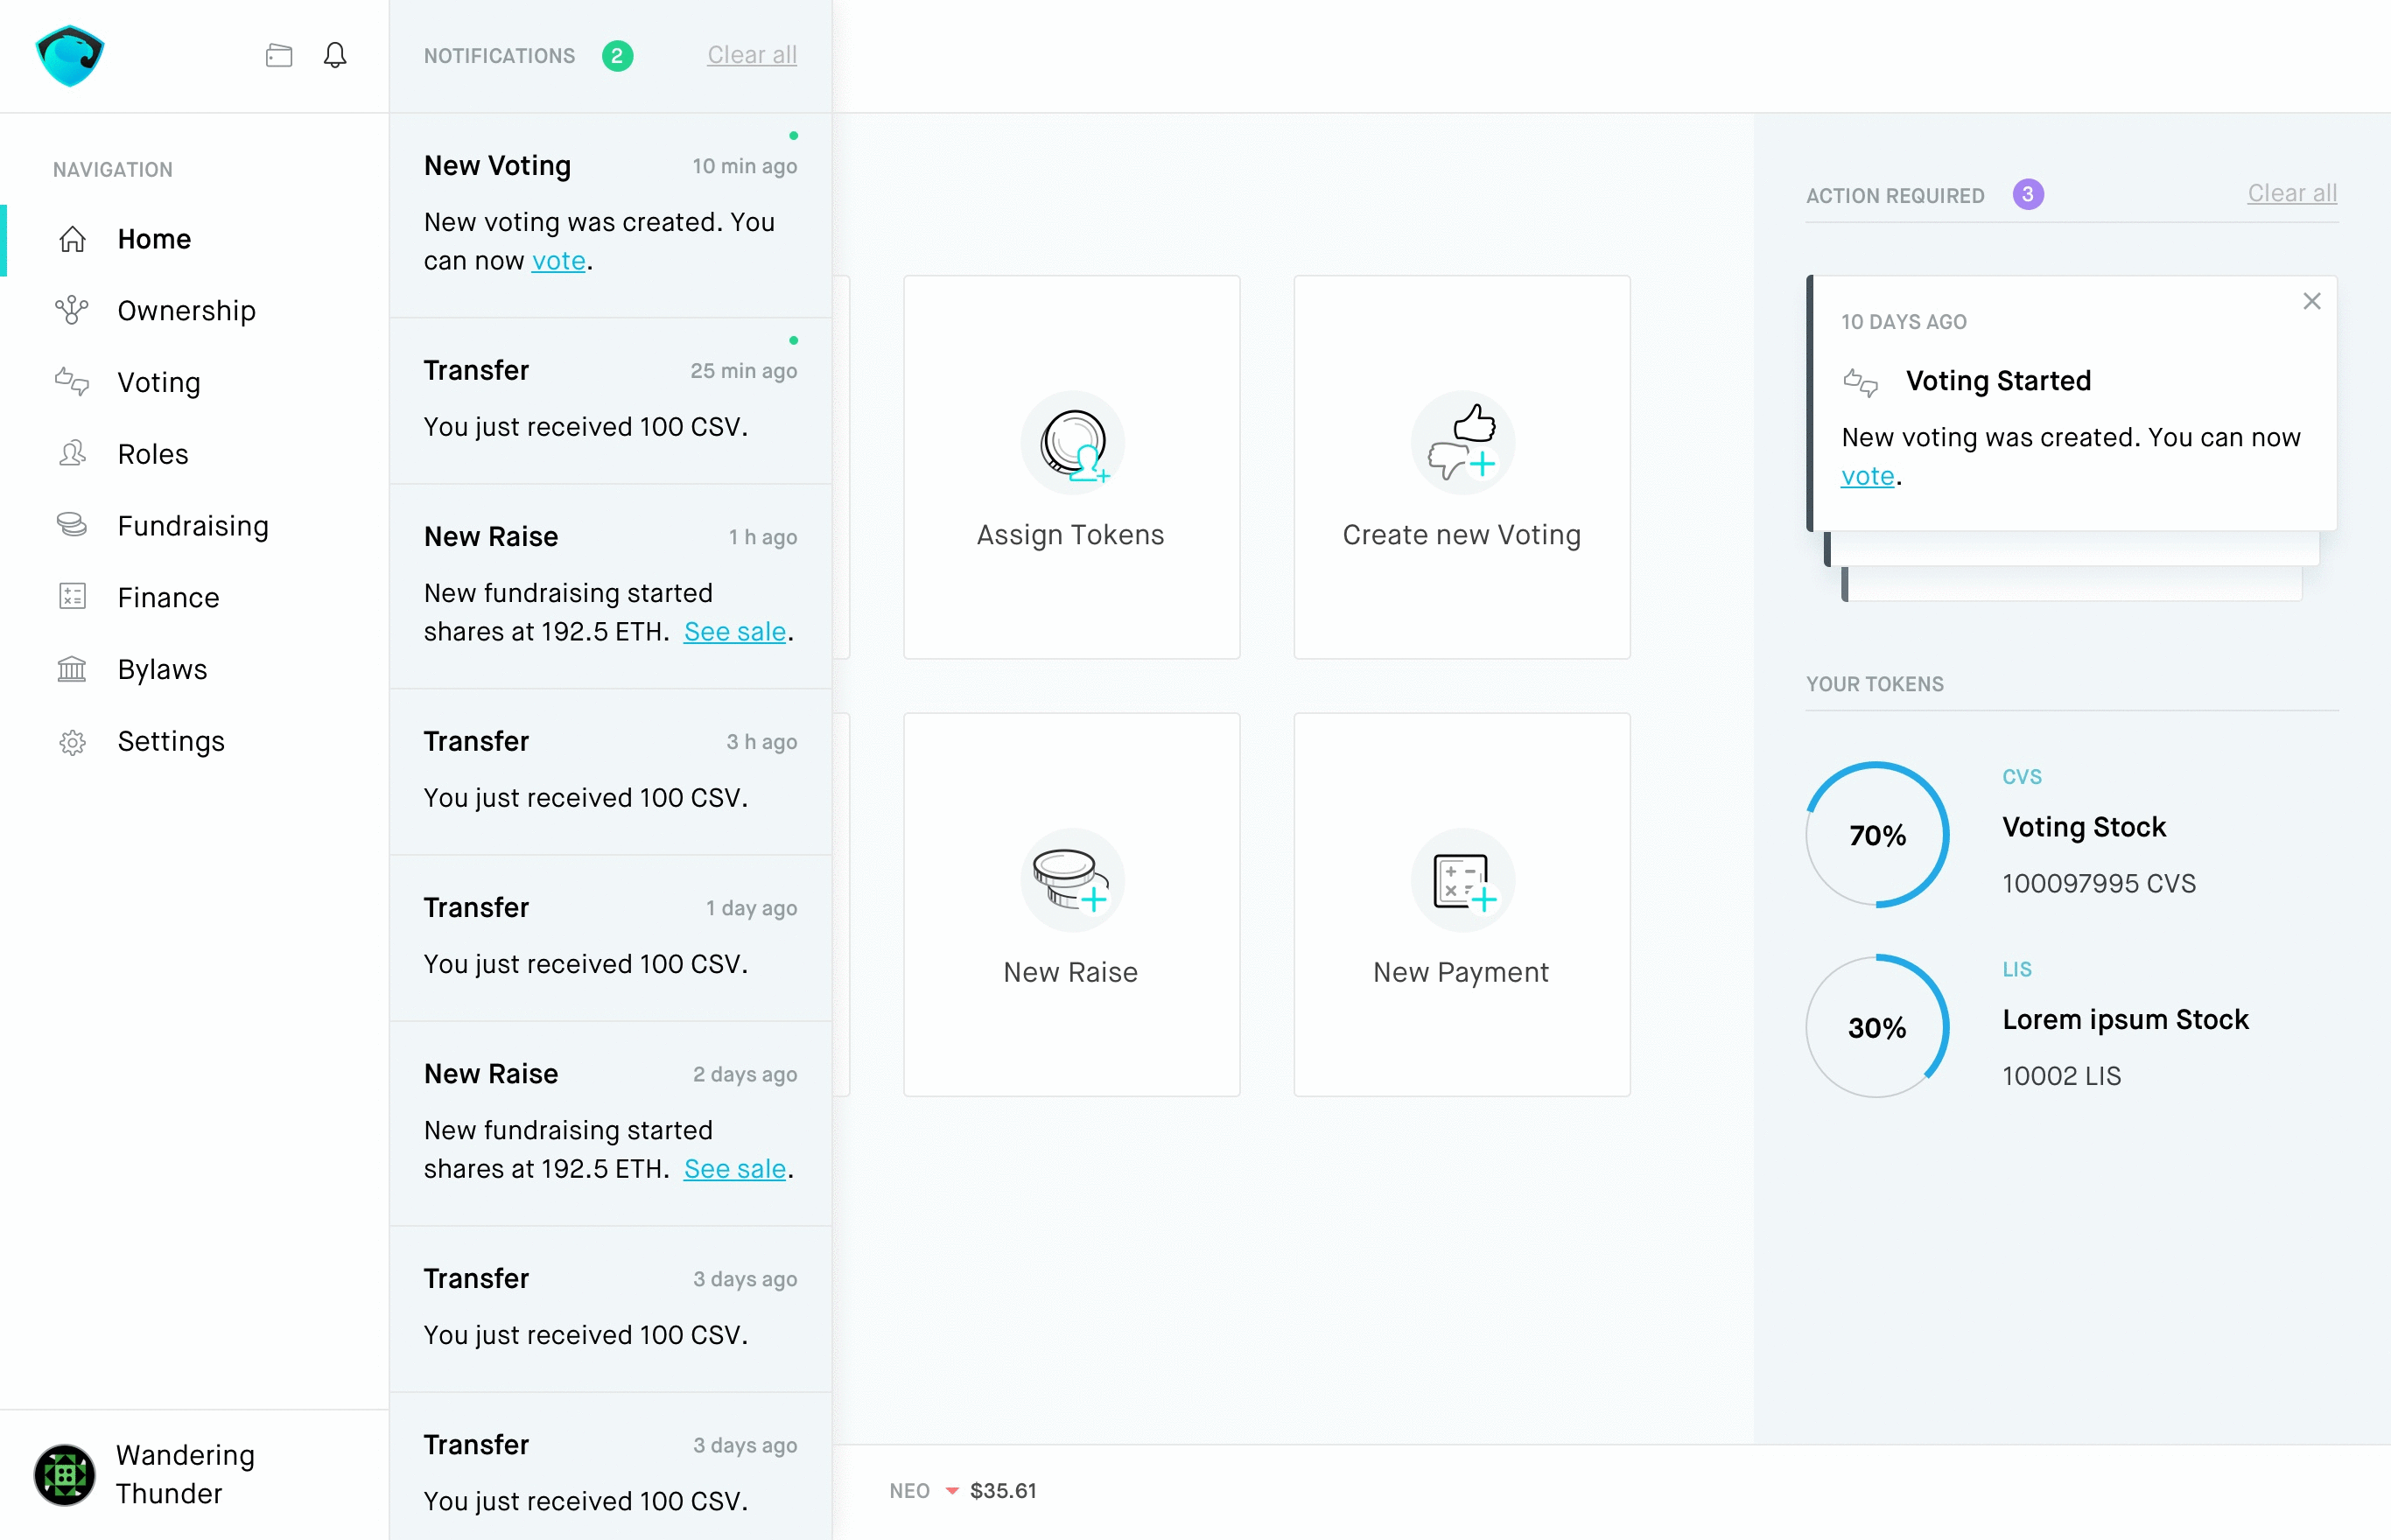 NAVIGATION
Home
Ownership
Voting
Roles
Fundraising
Finance
Bylaws
Settings
Wandering
Thunder
NOTIFICATIONS 2 Clear all
New Voting 10 min ago
New voting was created. You
can now vote.
Transfer 25 min ago
You just received 100 CSV.
New Raise 1 h ago
New fundraising started
shares at 192.5 ETH. See sale.
Transfer 3 h ago
You just received 100 CSV.
Transfer 1 day ago
You just received 100 CSV.
New Raise 2 days ago
New fundraising started
shares at 192.5 ETH. See sale.
Transfer 3 days ago
You just received 100 CSV.
Transfer 3 days ago
You just received 100 CSV.
Assign Tokens
Create new Voting
New Raise
New Payment
NEO $35.61
ACTION REQUIRED 3 Clear all
10 DAYS AGO
Voting Started
New voting was created. You can now
vote.
YOUR TOKENS
70%
CVS
Voting Stock
100097995 CVS
30%
LIS
Lorem ipsum Stock
10002 LIS